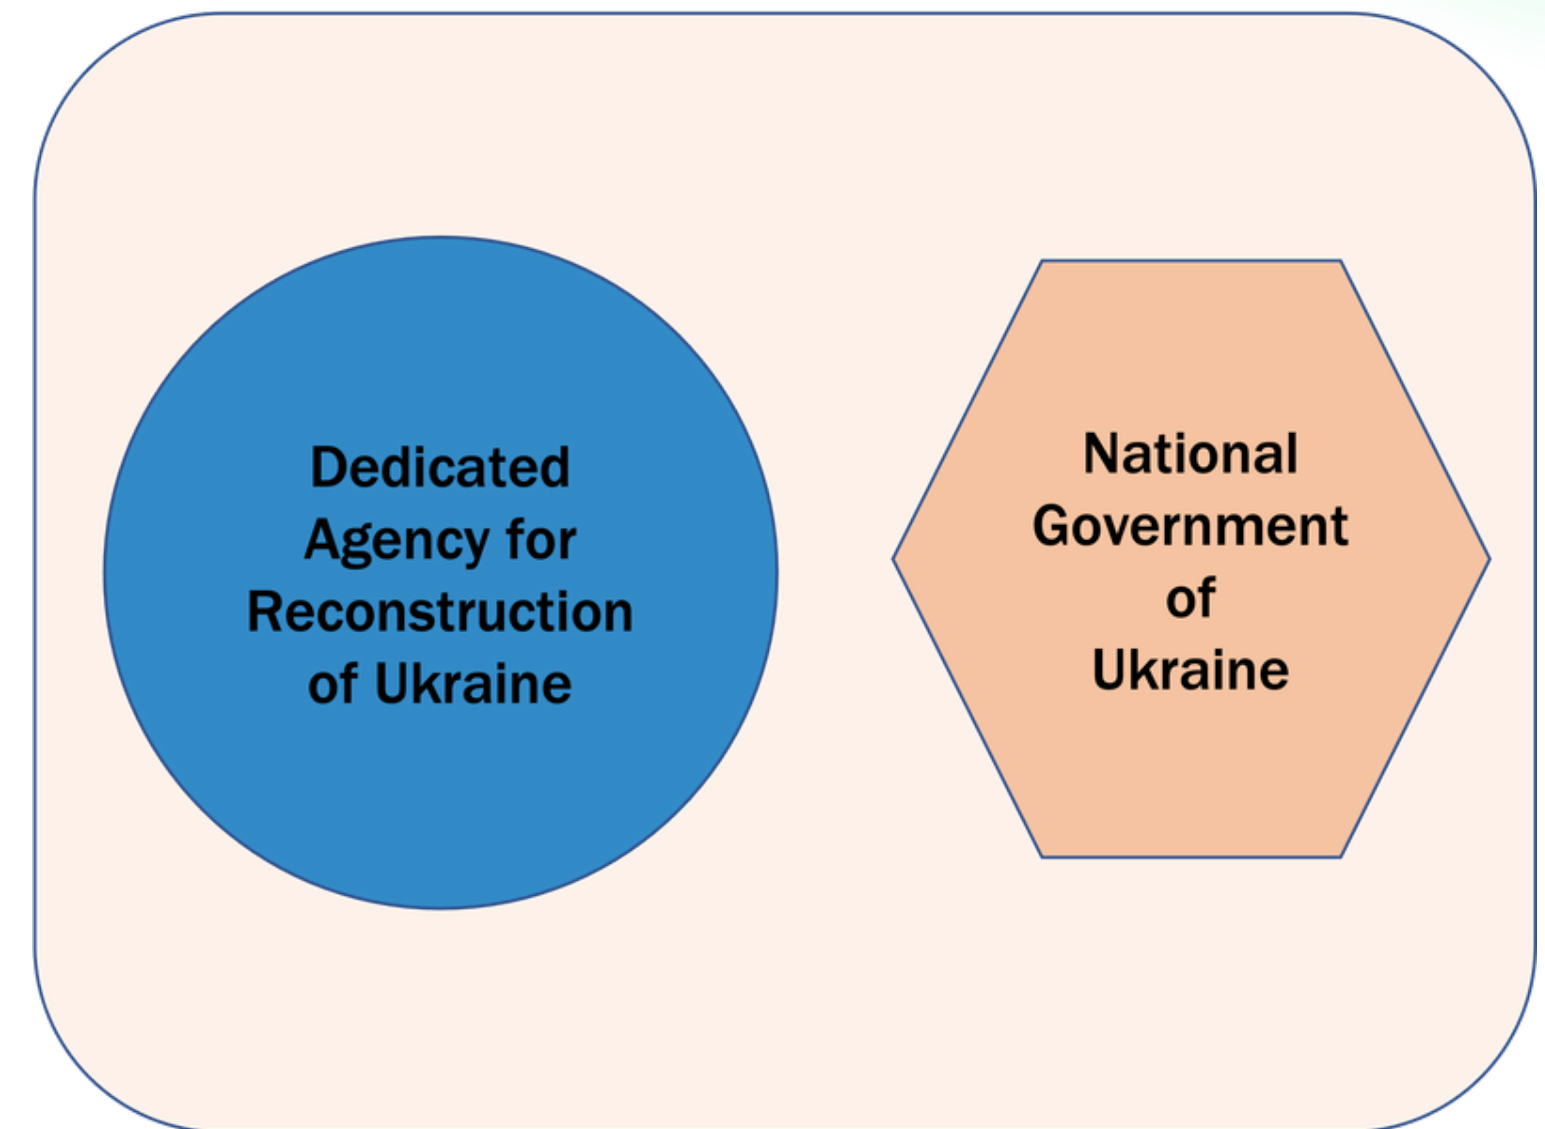 Dedicated
Agency for
Reconstruction
of Ukraine
National
Government
of
Ukraine